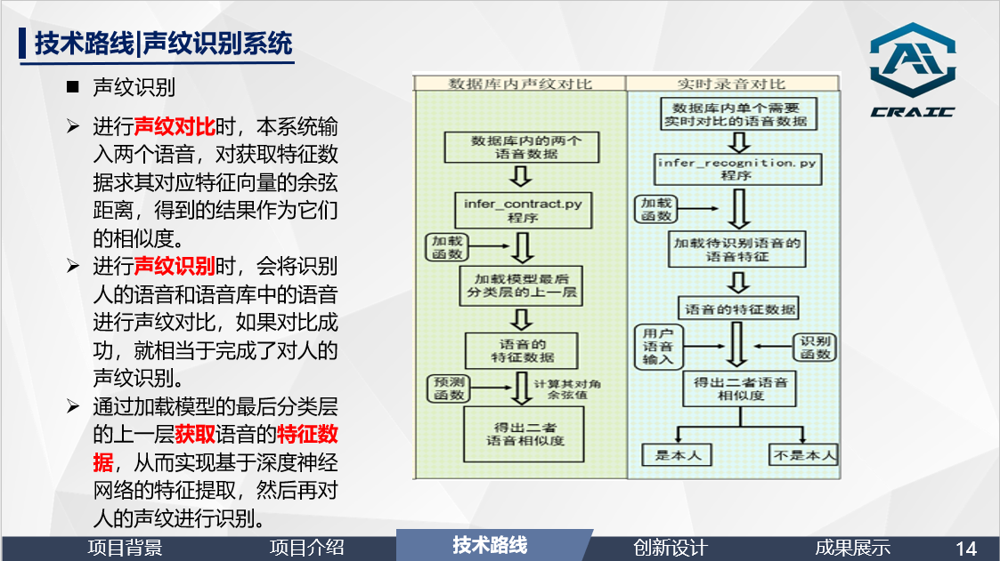 技术路线|声纹识别系统
声纹识别
进行声纹对比时，本系统输
入两个语音，对获取特征数
据求其对应特征向量的余弦
距离，得到的结果作为它们
的相似度。
进行声纹识别时，会将识别
人的语音和语音库中的语音
进行声纹对比，如果对比成
功，就相当于完成了对人的
声纹识别。
通过加载模型的最后分类层
的上一层获取语音的特征数
据，从而实现基于深度神经
网络的特征提取，然后再对
人的声纹进行识别。
数据库内声纹对比
数据库内的两个
语音数据
infer_contract.py
程序
加载
函数
加载模型最后
分类层的上一层
语音的
特征数据
预测
函数
计算其对角
余弦值
得出二者
语音相似度
实时录音对比
数据库内单个需要
实时对比的语音数据
infer_recognition.py
程序
加载
函数
加载待识别语音的
语音特征
语音的特征数据
用户
语音
输入
识别
函数
得出二者语音
相似度
是本人
不是本人
CRAIC
项目背景
项目介绍
技术路线
创新设计
成果展示
14